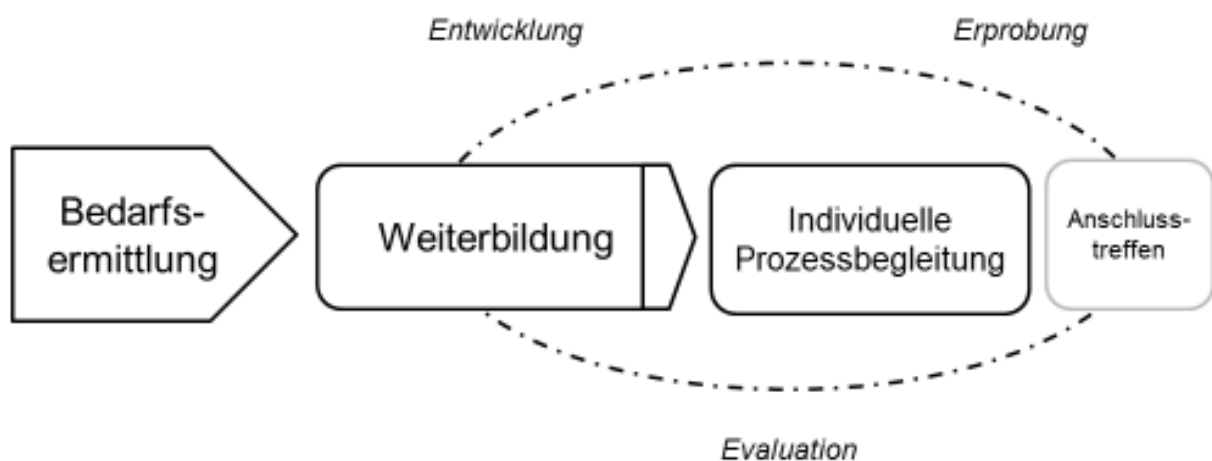 Entwicklung
Erprobung
Bedarfs-
ermittlung
Weiterbildung
Individuelle
Prozessbegleitung
Anschluss-
treffen
Evaluation